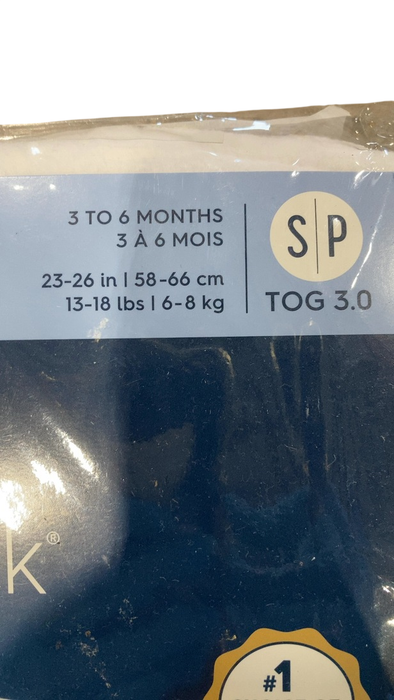 3 TO 6 MONTHS
3 À 6 MOIS
23-26 in | 58-66 cm
13-18 lbs | 6-8 kg
S|P
TOG 3.0
k®
#1